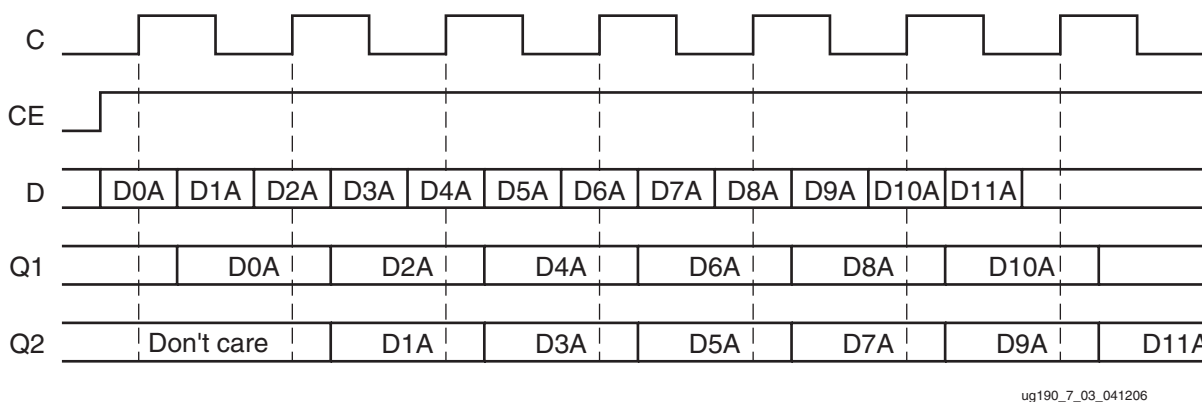 C
CE
D D0A D1A D2A D3A D4A D5A D6A D7A D8A D9A D10A D11A
Q1 D0A D2A D4A D6A D8A D10A
Q2 Don't care D1A D3A D5A D7A D9A D11A
ug190_7_03_041206